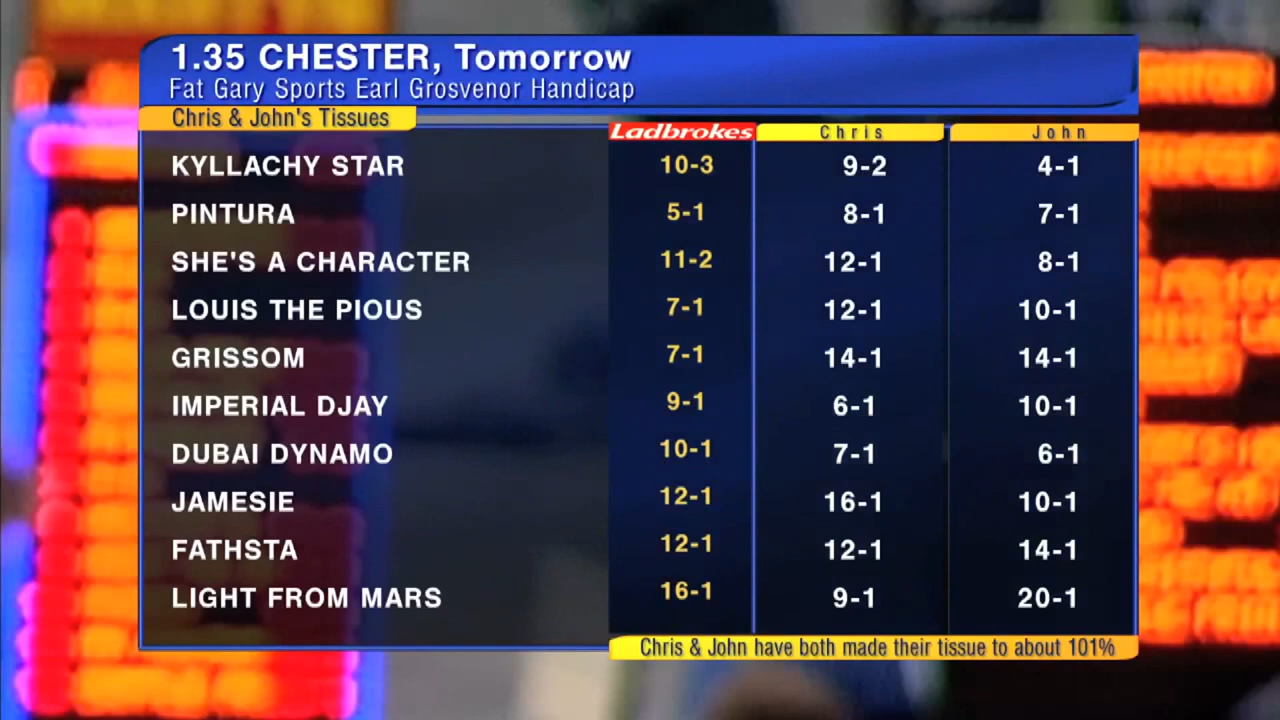 1.35 CHESTER, Tomorrow
Fat Gary Sports Earl Grosvenor Handicap
Chris & John's Tissues
Ladbrokes Chris John
KYLLACHY STAR 10-3 9-2 4-1
PINTURA 5-1 8-1 7-1
SHE'S A CHARACTER 11-2 12-1 8-1
LOUIS THE PIOUS 7-1 12-1 10-1
GRISSOM 7-1 14-1 14-1
IMPERIAL DJAY 9-1 6-1 10-1
DUBAI DYNAMO 10-1 7-1 6-1
JAMESIE 12-1 16-1 10-1
FATHSTA 12-1 12-1 14-1
LIGHT FROM MARS 16-1 9-1 20-1
Chris & John have both made their tissue to about 101%